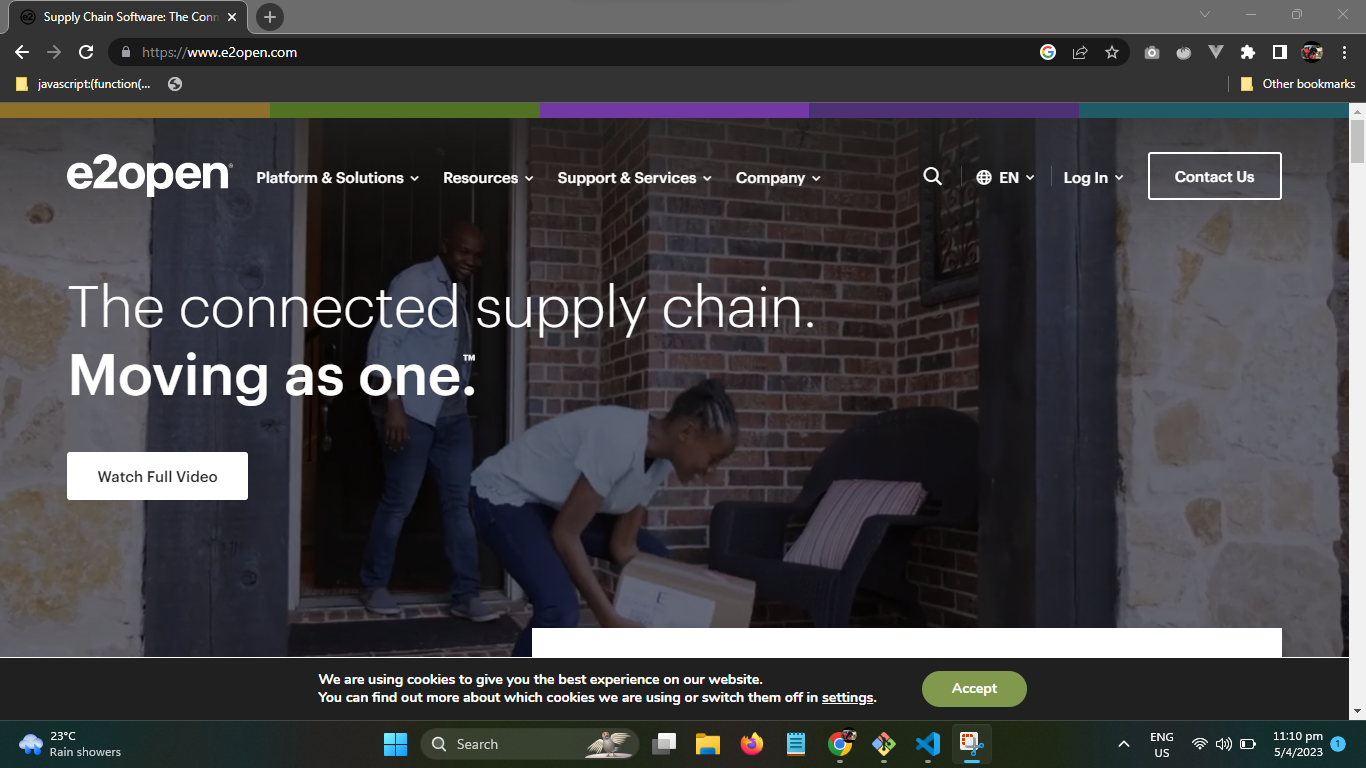 Supply Chain Software: The Conn
https://www.e2open.com
javascript:(function(...
Other bookmarks
e2open®
Platform & Solutions
Resources
Support & Services
Company
EN
Log In
Contact Us
The connected supply chain.
Moving as one.™
Watch Full Video
We are using cookies to give you the best experience on our website.
You can find out more about which cookies we are using or switch them off in settings.
Accept
23°C
Rain showers
Search
ENG
US
11:10 pm
5/4/2023
1